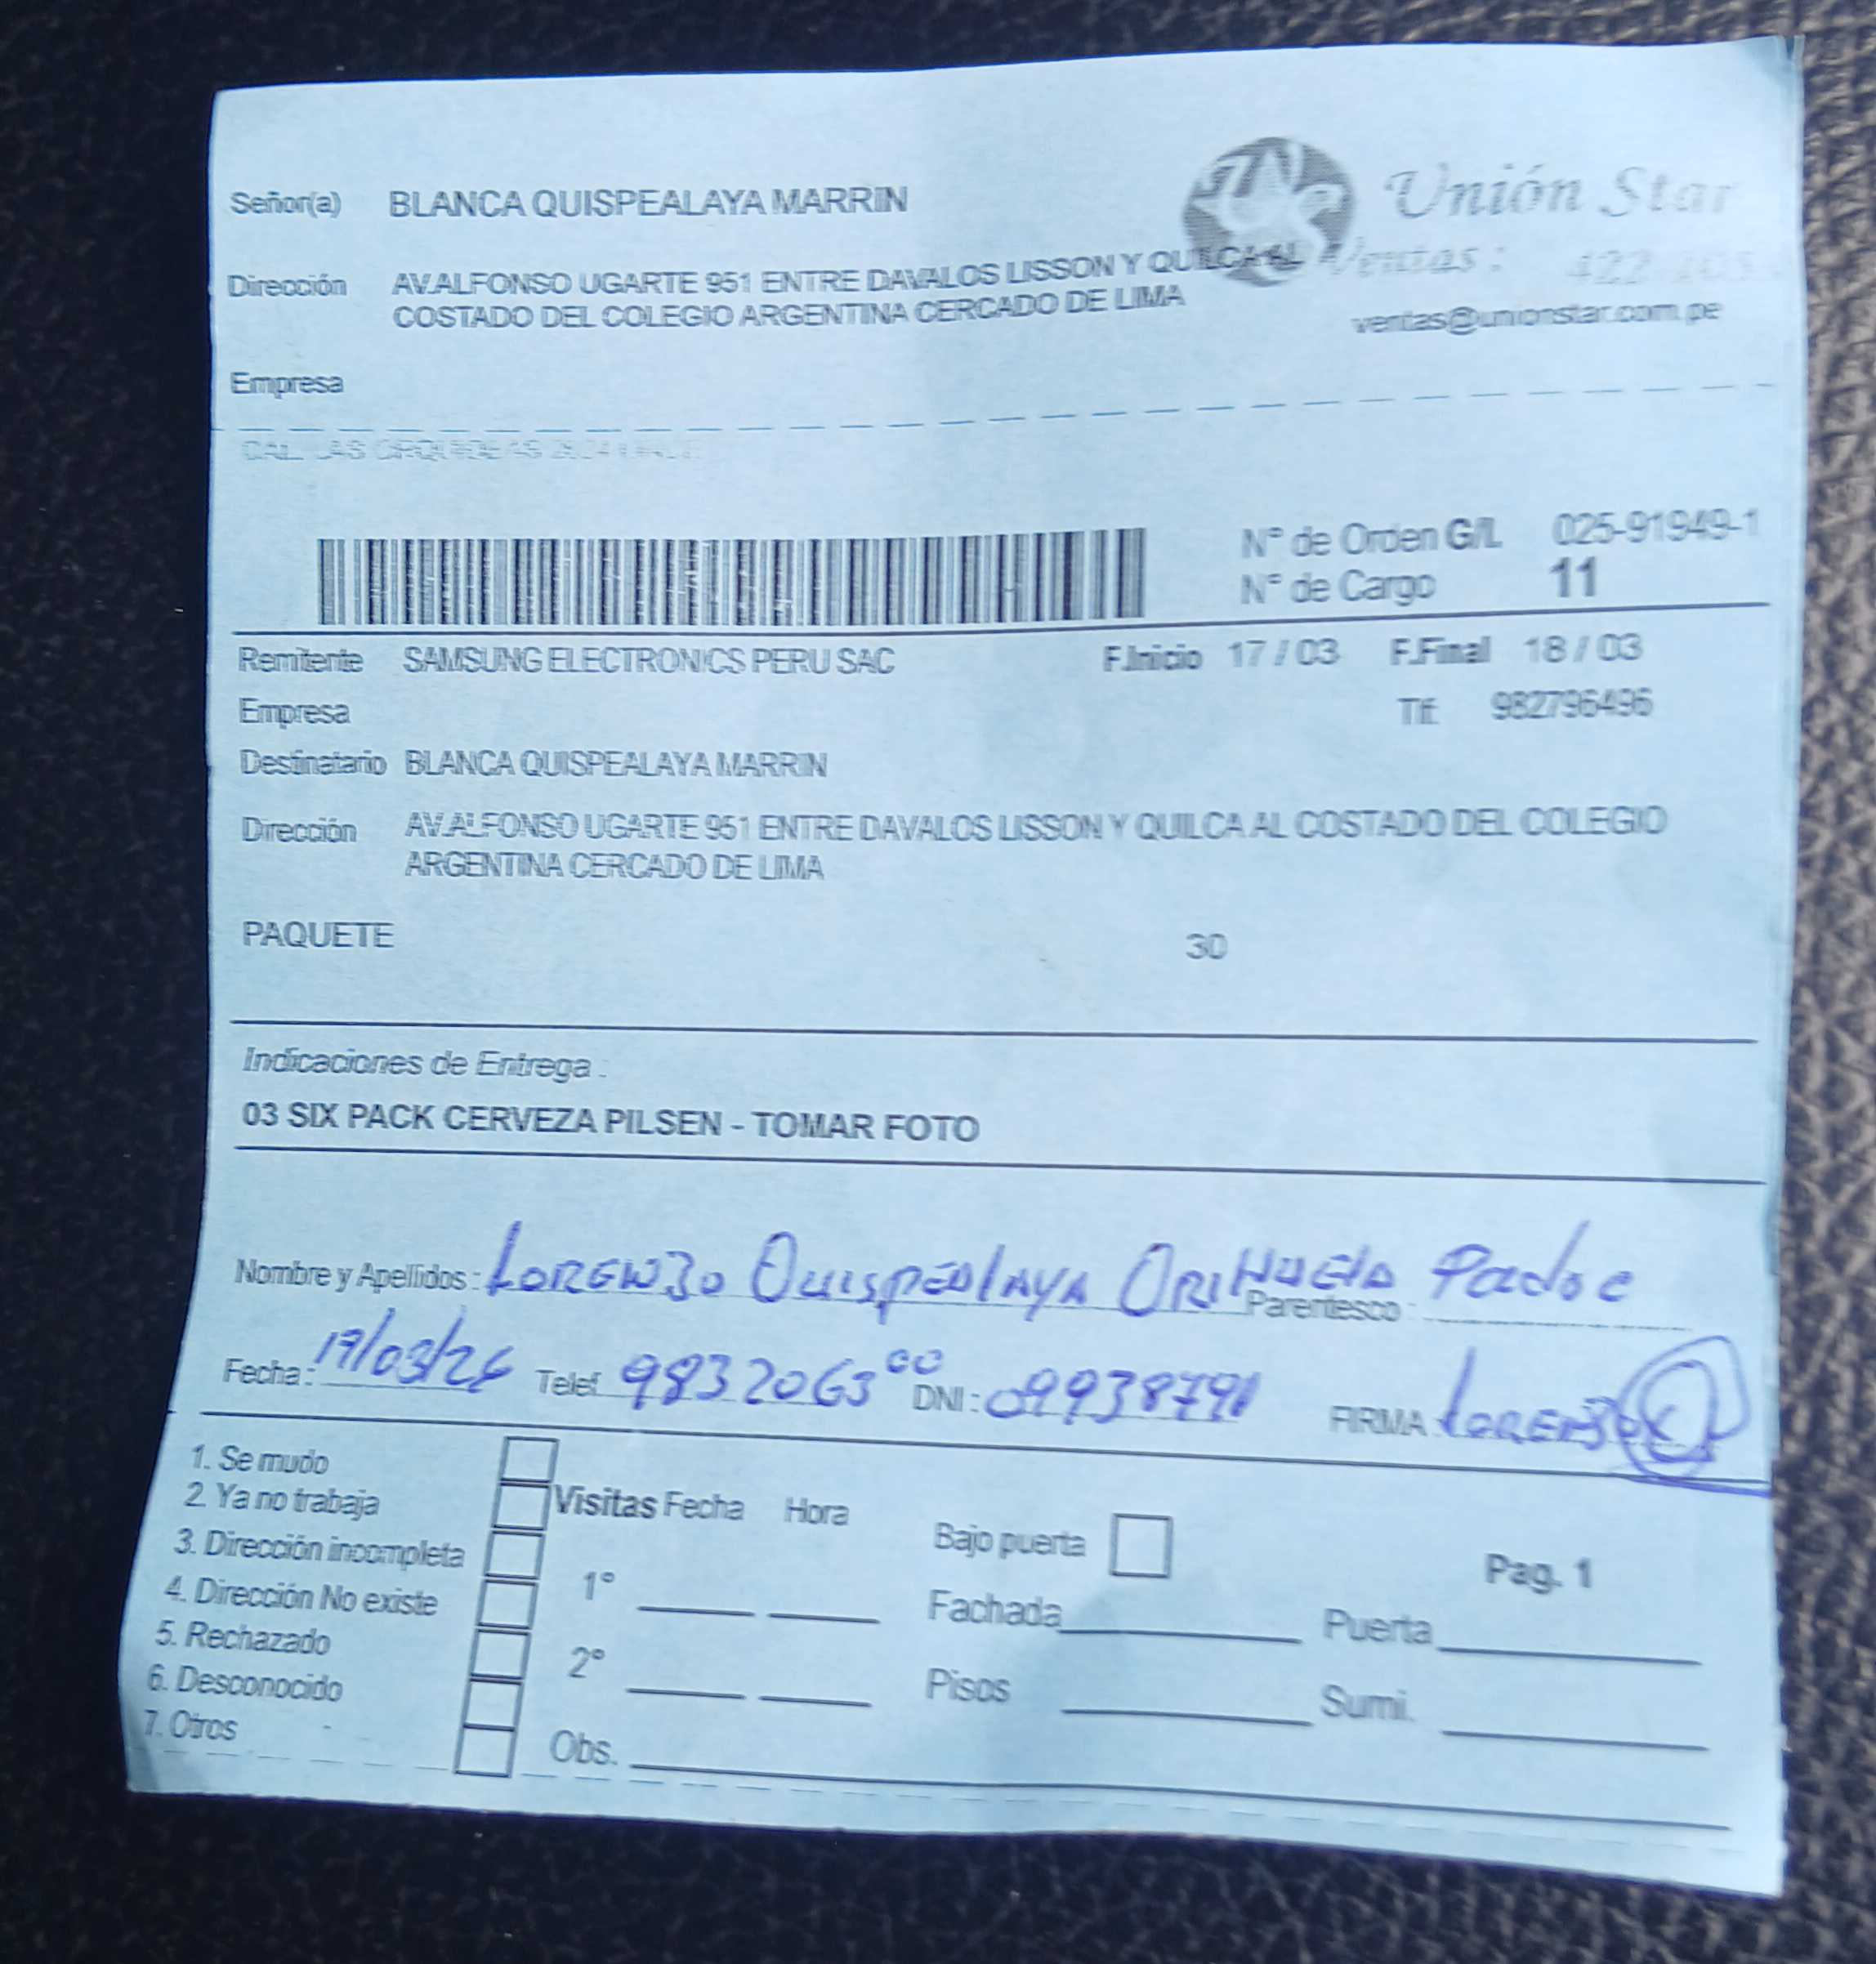 Unión Star
Señor(a) BLANCA QUISPEALAYA MARRIN
Ventas : 422
Dirección AV.ALFONSO UGARTE 951 ENTRE DAVALOS LISSON Y QUILCA AL
COSTADO DEL COLEGIO ARGENTINA CERCADO DE LIMA
ventas@unionstar.com.pe
Empresa
N° de Orden G/L 025-91949-1
N° de Cargo 11
Remitente SAMSUNG ELECTRONICS PERU SAC F.Inicio 17 / 03 F.Final 18 / 03
Empresa Tlf. 982796496
Destinatario BLANCA QUISPEALAYA MARRIN
Dirección AV.ALFONSO UGARTE 951 ENTRE DAVALOS LISSON Y QUILCA AL COSTADO DEL COLEGIO
ARGENTINA CERCADO DE LIMA
PAQUETE 30
Indicaciones de Entrega :
03 SIX PACK CERVEZA PILSEN - TOMAR FOTO
Nombre y Apellidos : LORENZO QUISPEALAYA ORIHUELA Parentesco : Padre
Fecha : /03/26 Telef. 983206300 DNI : FIRMA
1. Se mudo
2. Ya no trabaja
3. Dirección incompleta
4. Dirección No existe
5. Rechazado
6. Desconocido
7. Otros
Visitas Fecha Hora
1°
2°
Obs.
Bajo puerta
Fachada
Pisos
Pag. 1
Puerta
Sumi.